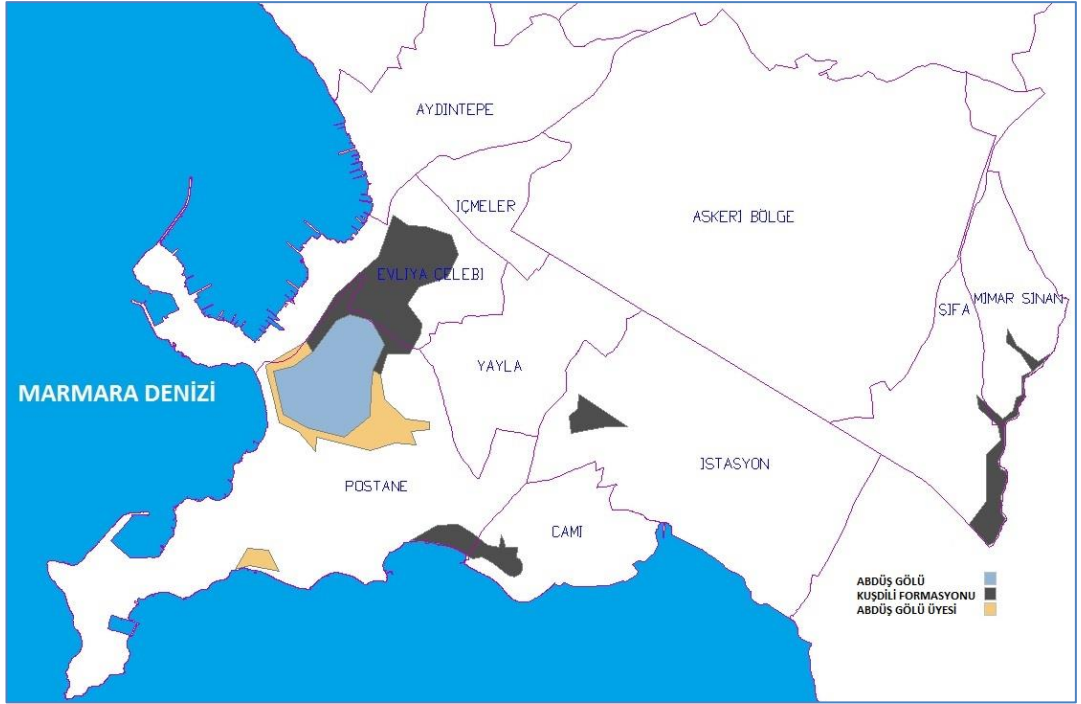 AYDINTEPE
İÇMELER
ASKERİ BÖLGE
EVLİYA ÇELEBİ
ŞİFA
MİMAR SİNAN
YAYLA
MARMARA DENİZİ
İSTASYON
POSTANE
CAMİ
ABDÜŞ GÖLÜ
KUŞDİLİ FORMASYONU
ABDÜŞ GÖLÜ ÜYESİ